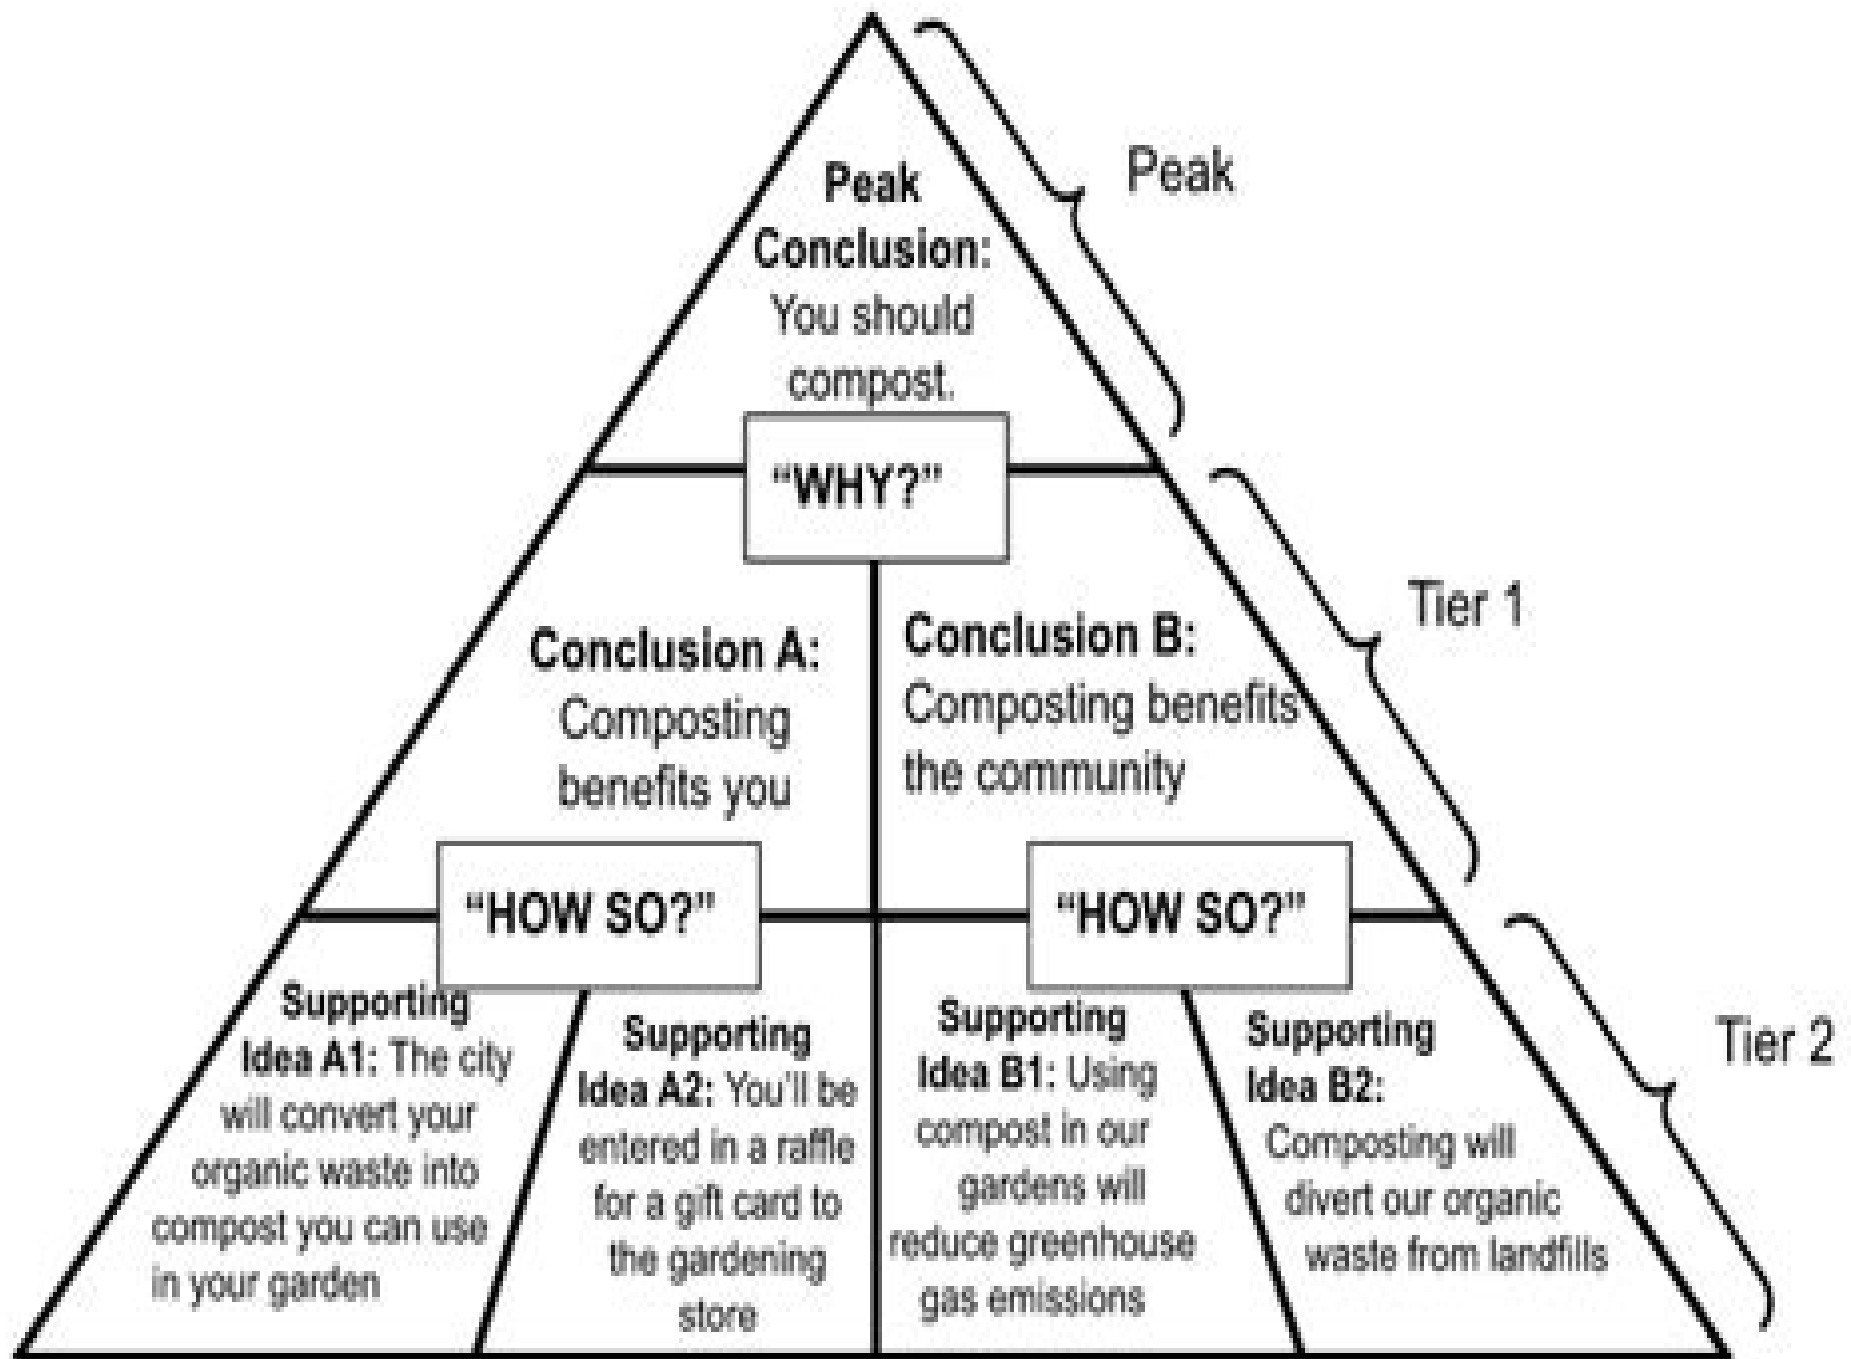 Peak
Conclusion:
You should
compost.
Peak
“WHY?”
Conclusion A:
Composting
benefits you
Conclusion B:
Composting benefits
the community
Tier 1
“HOW SO?”
“HOW SO?”
Supporting
Idea A1: The city
will convert your
organic waste into
compost you can use
in your garden
Supporting
Idea A2: You’ll be
entered in a raffle
for a gift card to
the gardening
store
Supporting
Idea B1: Using
compost in our
gardens will
reduce greenhouse
gas emissions
Supporting
Idea B2:
Composting will
divert our organic
waste from landfills
Tier 2